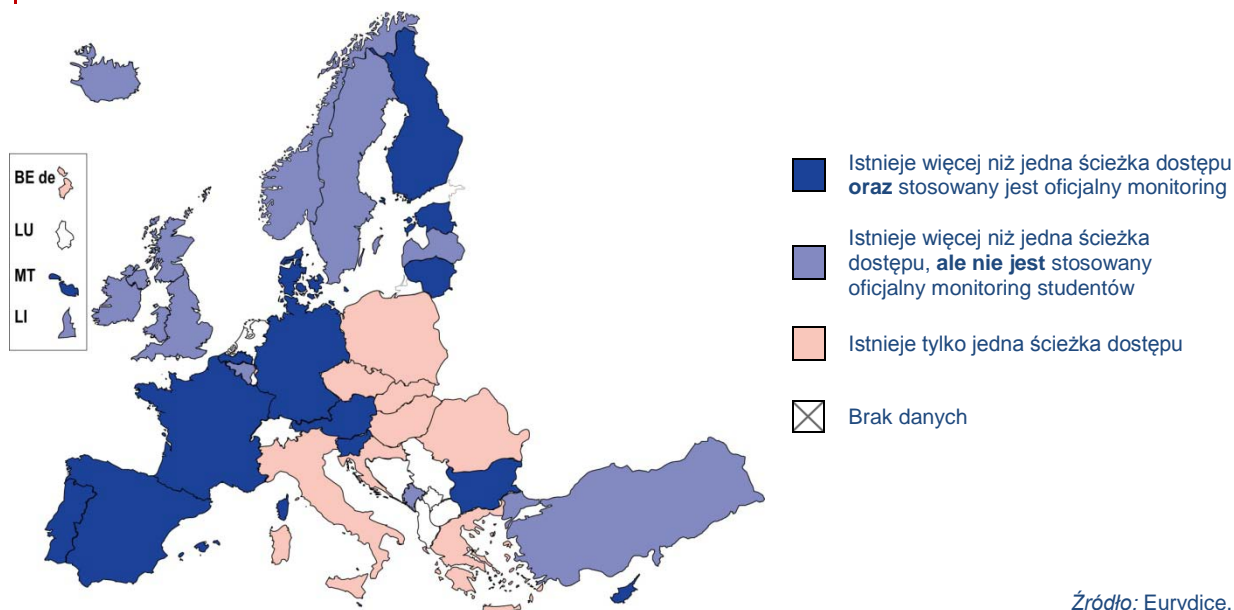 BE de
LU
MT
LI
Istnieje więcej niż jedna ścieżka dostępu
oraz stosowany jest oficjalny monitoring
Istnieje więcej niż jedna ścieżka
dostępu, ale nie jest stosowany
oficjalny monitoring studentów
Istnieje tylko jedna ścieżka dostępu
Brak danych
Źródło: Eurydice.